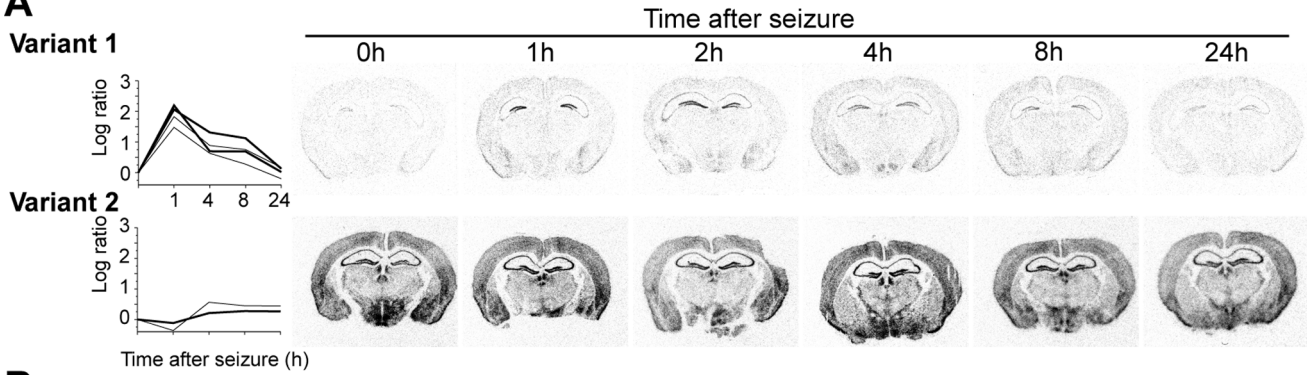 A
Time after seizure
Variant 1
0h 1h 2h 4h 8h 24h
Log ratio
3
2
1
0
1 4 8 24
Variant 2
Log ratio
3
2
1
0
Time after seizure (h)